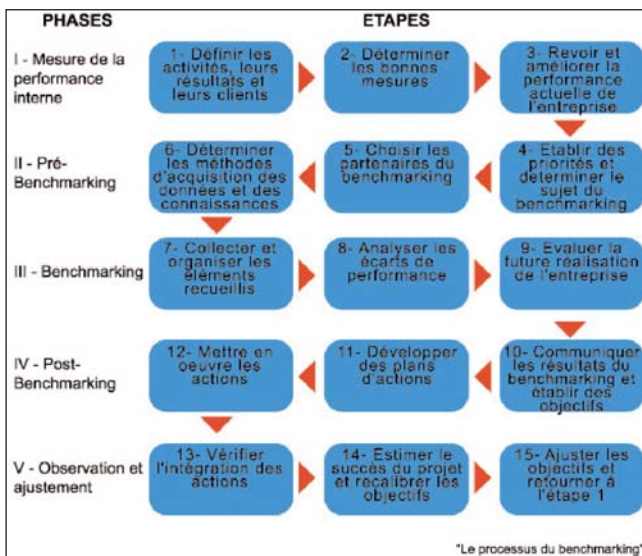 PHASES
ETAPES
I - Mesure de la
performance
interne
1- Définir les
activités, leurs
résultats et
leurs clients
2- Déterminer
les bonnes
mesures
3- Revoir et
améliorer la
performance
actuelle de
l'entreprise
II - Pré-
Benchmarking
6- Déterminer
les méthodes
d'acquisition des
données et des
connaissances
5- Choisir les
partenaires du
benchmarking
4- Etablir des
priorités et
déterminer le
sujet du
benchmarking
III - Benchmarking
7- Collecter et
organiser les
éléments
recueillis
8- Analyser les
écarts de
performance
9- Evaluer la
future réalisation
de l'entreprise
IV - Post-
Benchmarking
12- Mettre en
oeuvre les
actions
11- Développer
des plans
d'actions
10- Communiquer
les résultats du
benchmarking et
établir des
objectifs
V - Observation et
ajustement
13- Vérifier
l'intégration des
actions
14- Estimer le
succès du projet
et recalibrer les
objectifs
15- Ajuster les
objectifs et
retourner à
l'étape 1
"Le processus du benchmarking"